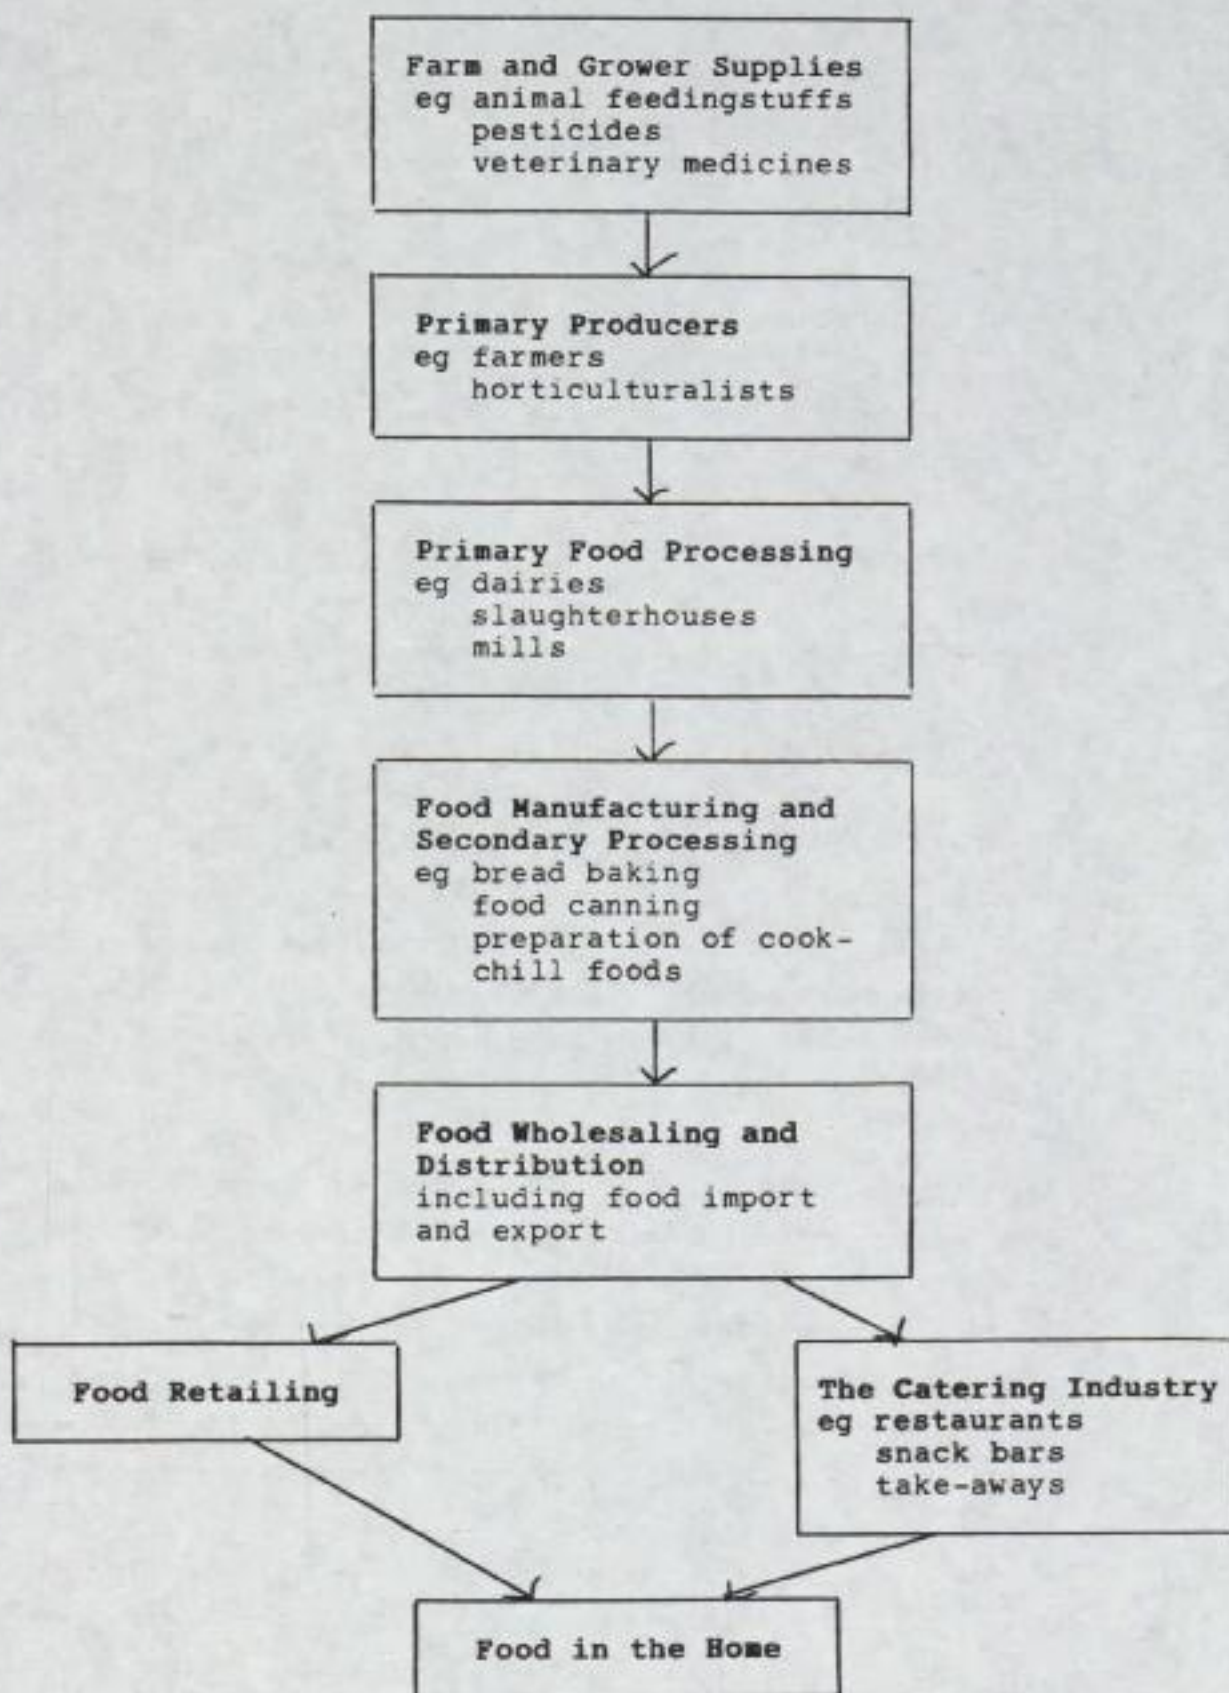 Farm and Grower Supplies
eg animal feedingstuffs
pesticides
veterinary medicines
Primary Producers
eg farmers
horticulturalists
Primary Food Processing
eg dairies
slaughterhouses
mills
Food Manufacturing and
Secondary Processing
eg bread baking
food canning
preparation of cook-
chill foods
Food Wholesaling and
Distribution
including food import
and export
Food Retailing
The Catering Industry
eg restaurants
snack bars
take-aways
Food in the Home